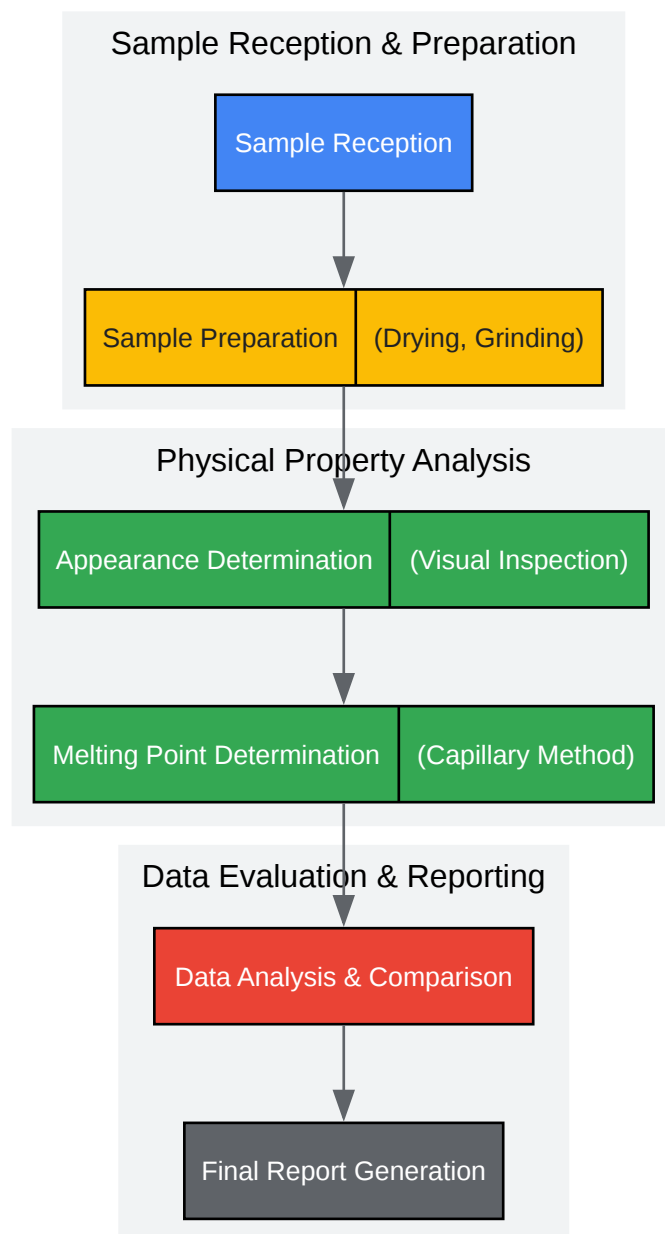 Sample Reception & Preparation
Sample Reception
Sample Preparation
(Drying, Grinding)
Physical Property Analysis
Appearance Determination
(Visual Inspection)
Melting Point Determination
(Capillary Method)
Data Evaluation & Reporting
Data Analysis & Comparison
Final Report Generation